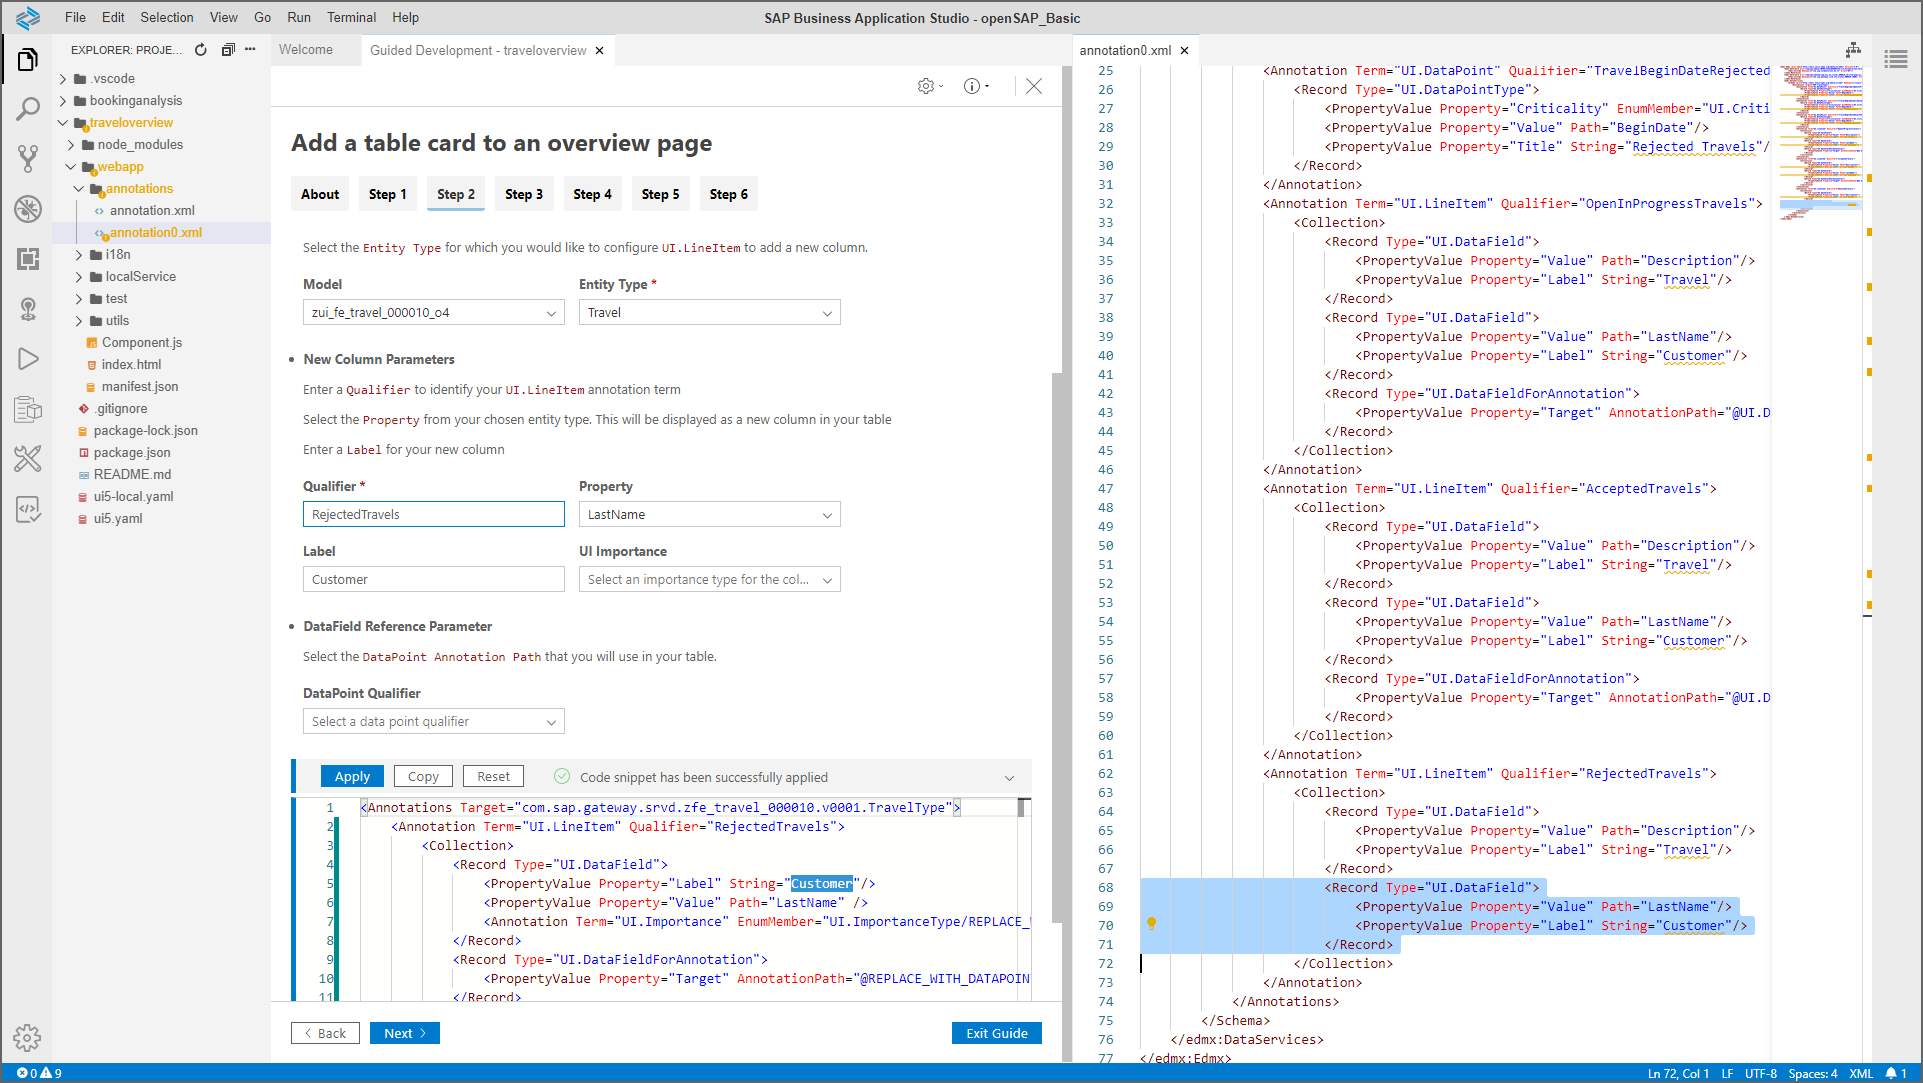 File Edit Selection View Go Run Terminal Help
SAP Business Application Studio - openSAP_Basic
EXPLORER: PROJE...
.vscode
bookinganalysis
traveloverview
node_modules
webapp
annotations
annotation.xml
annotation0.xml
i18n
localService
test
utils
Component.js
index.html
manifest.json
.gitignore
package-lock.json
package.json
README.md
ui5-local.yaml
ui5.yaml
Welcome
Guided Development - traveloverview
Add a table card to an overview page
About Step 1 Step 2 Step 3 Step 4 Step 5 Step 6
Select the Entity Type for which you would like to configure UI.LineItem to add a new column.
Model Entity Type *
zui_fe_travel_000010_o4 Travel
• New Column Parameters
Enter a Qualifier to identify your UI.LineItem annotation term
Select the Property from your chosen entity type. This will be displayed as a new column in your table
Enter a Label for your new column
Qualifier * Property
RejectedTravels LastName
Label UI Importance
Customer Select an importance type for the col...
• DataField Reference Parameter
Select the DataPoint Annotation Path that you will use in your table.
DataPoint Qualifier
Select a data point qualifier
Apply Copy Reset Code snippet has been successfully applied
1 <Annotations Target="com.sap.gateway.srvd.zfe_travel_000010.v0001.TravelType">
2 <Annotation Term="UI.LineItem" Qualifier="RejectedTravels">
3 <Collection>
4 <Record Type="UI.DataField">
5 <PropertyValue Property="Label" String="Customer"/>
6 <PropertyValue Property="Value" Path="LastName" />
7 <Annotation Term="UI.Importance" EnumMember="UI.ImportanceType/REPLACE_
8 </Record>
9 <Record Type="UI.DataFieldForAnnotation">
10 <PropertyValue Property="Target" AnnotationPath="@REPLACE_WITH_DATAPOIN
11 </Record>
< Back Next > Exit Guide
annotation0.xml
25 <Annotation Term="UI.DataPoint" Qualifier="TravelBeginDateRejected
26 <Record Type="UI.DataPointType">
27 <PropertyValue Property="Criticality" EnumMember="UI.Criti
28 <PropertyValue Property="Value" Path="BeginDate"/>
29 <PropertyValue Property="Title" String="Rejected Travels"/
30 </Record>
31 </Annotation>
32 <Annotation Term="UI.LineItem" Qualifier="OpenInProgressTravels">
33 <Collection>
34 <Record Type="UI.DataField">
35 <PropertyValue Property="Value" Path="Description"/>
36 <PropertyValue Property="Label" String="Travel"/>
37 </Record>
38 <Record Type="UI.DataField">
39 <PropertyValue Property="Value" Path="LastName"/>
40 <PropertyValue Property="Label" String="Customer"/>
41 </Record>
42 <Record Type="UI.DataFieldForAnnotation">
43 <PropertyValue Property="Target" AnnotationPath="@UI.D
44 </Record>
45 </Collection>
46 </Annotation>
47 <Annotation Term="UI.LineItem" Qualifier="AcceptedTravels">
48 <Collection>
49 <Record Type="UI.DataField">
50 <PropertyValue Property="Value" Path="Description"/>
51 <PropertyValue Property="Label" String="Travel"/>
52 </Record>
53 <Record Type="UI.DataField">
54 <PropertyValue Property="Value" Path="LastName"/>
55 <PropertyValue Property="Label" String="Customer"/>
56 </Record>
57 <Record Type="UI.DataFieldForAnnotation">
58 <PropertyValue Property="Target" AnnotationPath="@UI.D
59 </Record>
60 </Collection>
61 </Annotation>
62 <Annotation Term="UI.LineItem" Qualifier="RejectedTravels">
63 <Collection>
64 <Record Type="UI.DataField">
65 <PropertyValue Property="Value" Path="Description"/>
66 <PropertyValue Property="Label" String="Travel"/>
67 </Record>
68 <Record Type="UI.DataField">
69 <PropertyValue Property="Value" Path="LastName"/>
70 <PropertyValue Property="Label" String="Customer"/>
71 </Record>
72 </Collection>
73 </Annotation>
74 </Annotations>
75 </Schema>
76 </edmx:DataServices>
77 </edmx:Edmx>
0 9
Ln 72, Col 1 LF UTF-8 Spaces: 4 XML 1